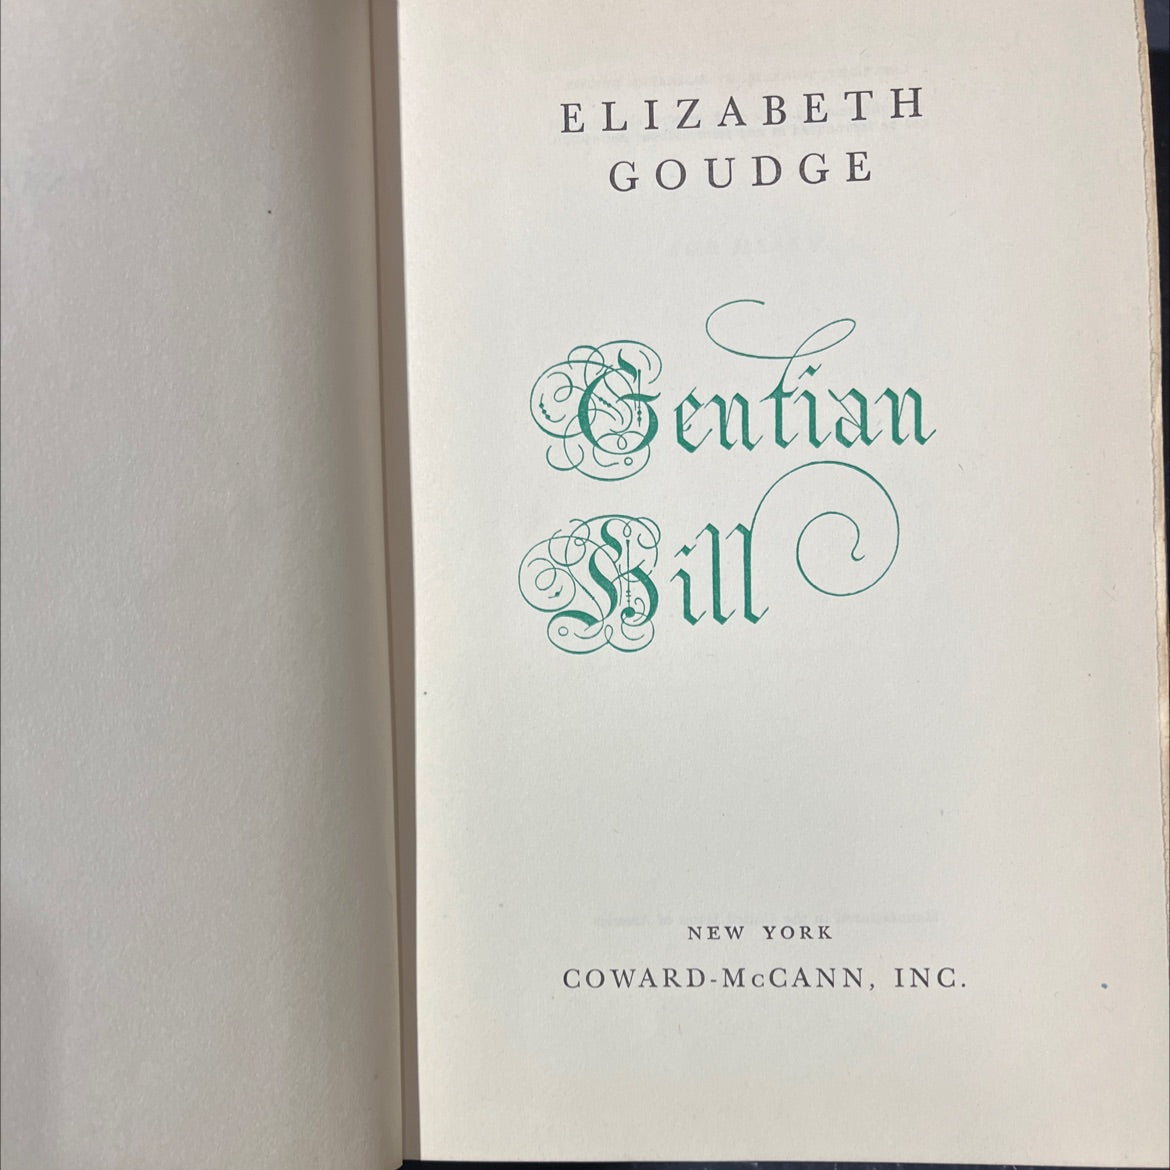 ELIZABETH
GOUDGE
Gentian
Hill
NEW YORK
COWARD-McCANN, INC.